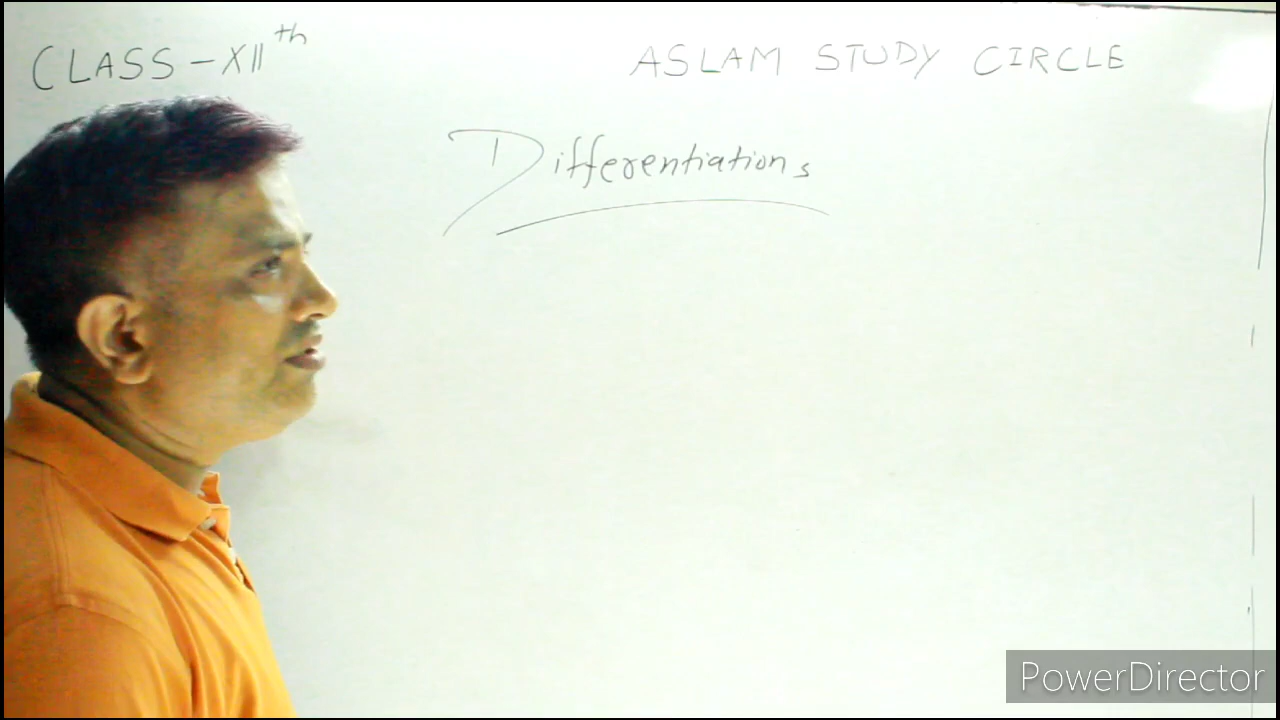 CLASS - XII th
ASLAM STUDY CIRCLE
Differentiations
PowerDirector